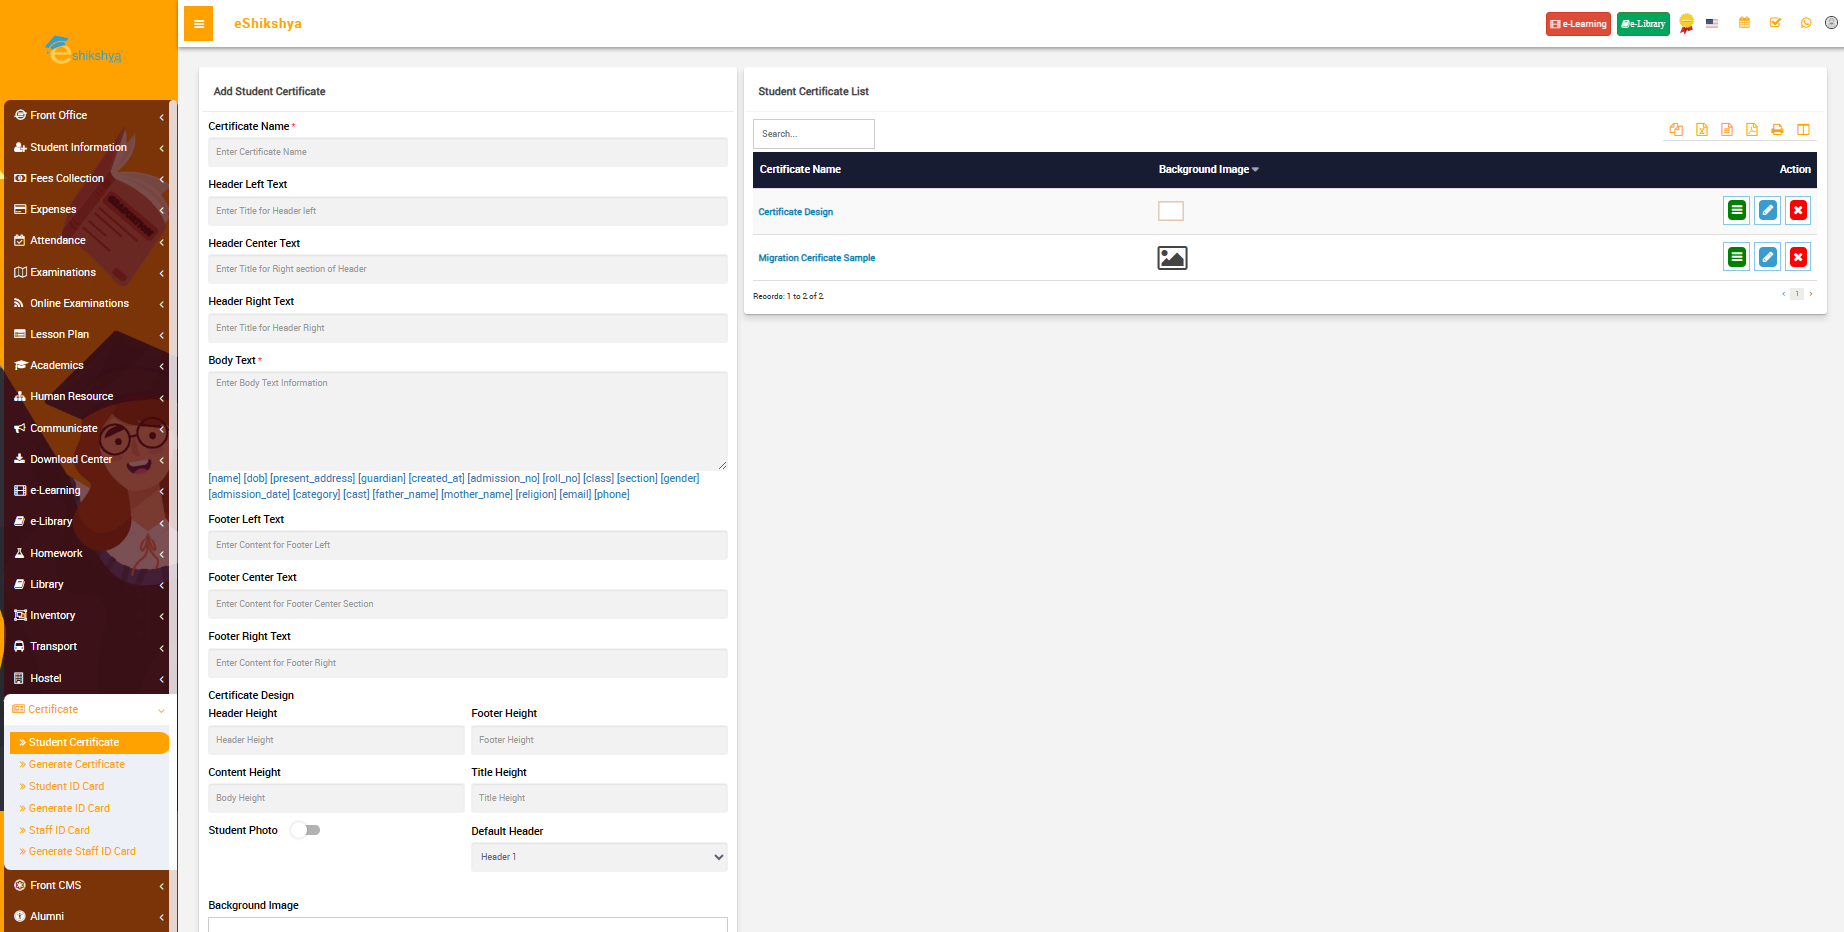 eshikshya
eShikshya
e-Learning
e-Library
Front Office
Student Information
Fees Collection
Expenses
Attendance
Examinations
Online Examinations
Lesson Plan
Academics
Human Resource
Communicate
Download Center
e-Learning
e-Library
Homework
Library
Inventory
Transport
Hostel
Certificate
» Student Certificate
» Generate Certificate
» Student ID Card
» Generate ID Card
» Staff ID Card
» Generate Staff ID Card
Front CMS
Alumni
GRADUATION
Add Student Certificate
Certificate Name *
Enter Certificate Name
Header Left Text
Enter Title for Header left
Header Center Text
Enter Title for Right section of Header
Header Right Text
Enter Title for Header Right
Body Text *
Enter Body Text Information
[name] [dob] [present_address] [guardian] [created_at] [admission_no] [roll_no] [class] [section] [gender]
[admission_date] [category] [cast] [father_name] [mother_name] [religion] [email] [phone]
Footer Left Text
Enter Content for Footer Left
Footer Center Text
Enter Content for Footer Center Section
Footer Right Text
Enter Content for Footer Right
Certificate Design
Header Height Footer Height
Header Height Footer Height
Content Height Title Height
Body Height Title Height
Student Photo Default Header
Header 1
Background Image
Student Certificate List
Search...
Certificate Name Background Image Action
Certificate Design
Migration Cerificate Sample
Records: 1 to 2 of 2 ‹ 1 ›